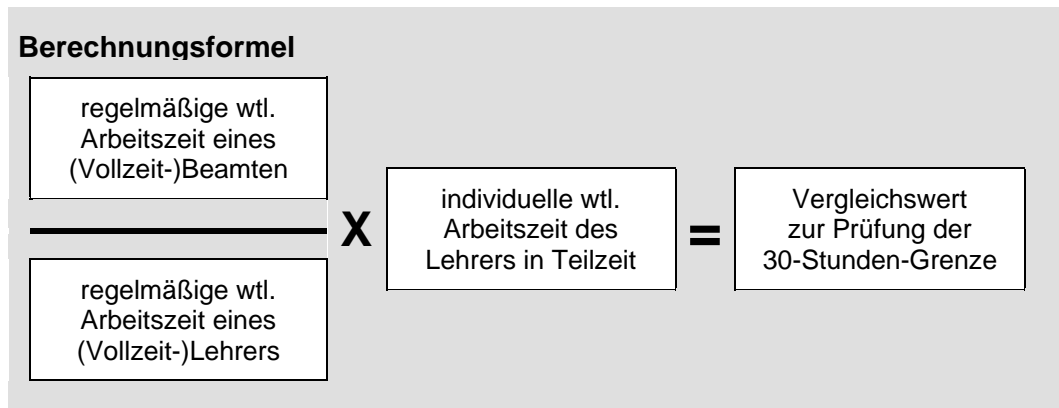 Berechnungsformel
regelmäßige wtl.
Arbeitszeit eines
(Vollzeit-)Beamten
regelmäßige wtl.
Arbeitszeit eines
(Vollzeit-)Lehrers
X
individuelle wtl.
Arbeitszeit des
Lehrers in Teilzeit
=
Vergleichswert
zur Prüfung der
30-Stunden-Grenze